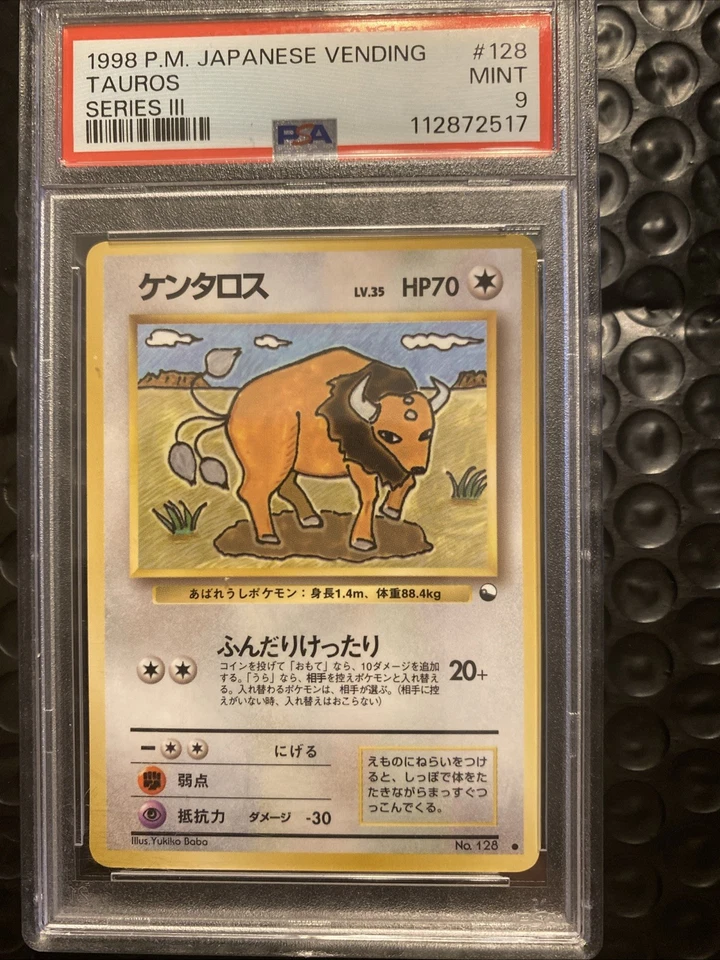 1998 P.M. JAPANESE VENDING #128
TAUROS MINT
SERIES III 9
112872517
PSA
ケンタロス LV.35 HP70
あばれうしポケモン：身長1.4m、体重88.4kg
ふんだりけったり
コインを投げて「おもて」なら、10ダメージを追加
する。「うら」なら、相手を控えポケモンと入れ替え
る。入れ替わるポケモンは、相手が選ぶ。（相手に控
えがいない時、入れ替えはおこらない）
20+
にげる
弱点
抵抗力 ダメージ -30
えものにねらいをつけ
ると、しっぽで体をた
たきながらまっすぐつ
っこんでくる。
Illus.Yukiko Baba No. 128 ●